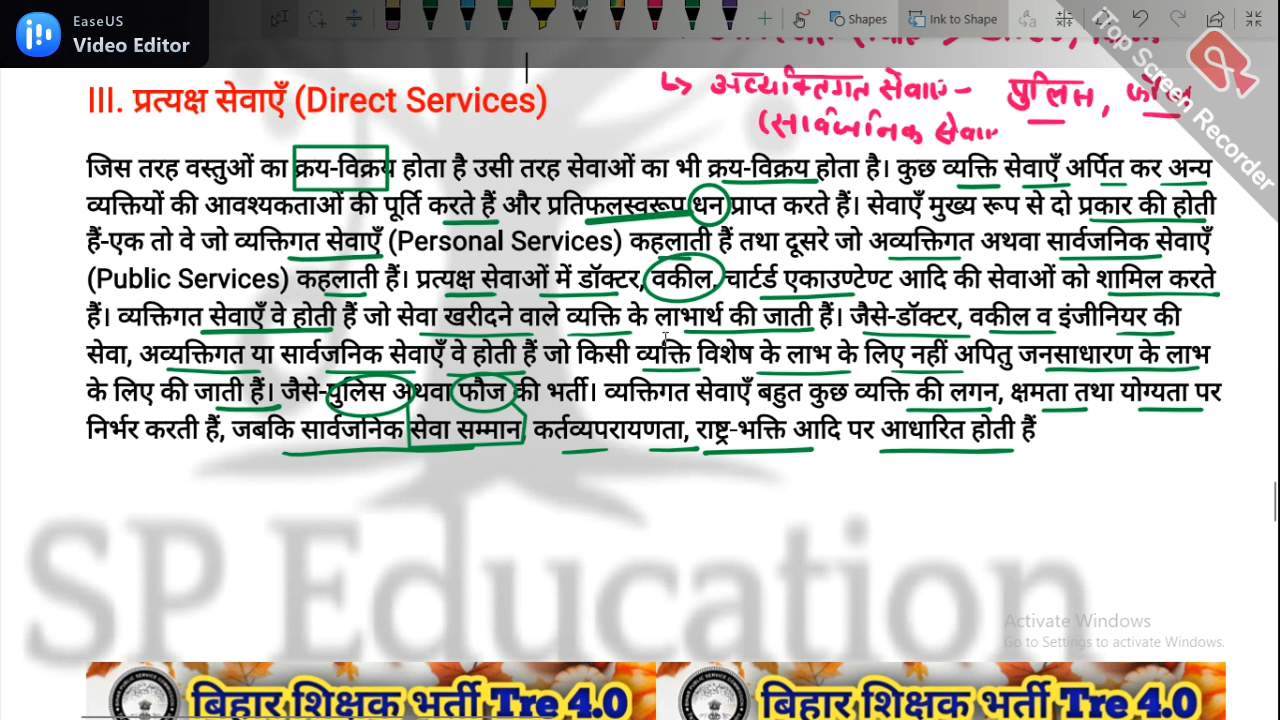 EaseUS
Video Editor
Shapes
Ink to Shape
Top Screen Recorder
III. प्रत्यक्ष सेवाएँ (Direct Services)
↳ अव्यक्तिगत सेवाएं - पुलिस, फौज
(सार्वजनिक सेवाएं
जिस तरह वस्तुओं का क्रय-विक्रय होता है उसी तरह सेवाओं का भी क्रय-विक्रय होता है। कुछ व्यक्ति सेवाएँ अर्पित कर अन्य
व्यक्तियों की आवश्यकताओं की पूर्ति करते हैं और प्रतिफलस्वरूप धन प्राप्त करते हैं। सेवाएँ मुख्य रूप से दो प्रकार की होती
हैं-एक तो वे जो व्यक्तिगत सेवाएँ (Personal Services) कहलाती हैं तथा दूसरे जो अव्यक्तिगत अथवा सार्वजनिक सेवाएँ
(Public Services) कहलाती हैं। प्रत्यक्ष सेवाओं में डॉक्टर, वकील, चार्टर्ड एकाउण्टेण्ट आदि की सेवाओं को शामिल करते
हैं। व्यक्तिगत सेवाएँ वे होती हैं जो सेवा खरीदने वाले व्यक्ति के लाभार्थ की जाती हैं। जैसे-डॉक्टर, वकील व इंजीनियर की
सेवा, अव्यक्तिगत या सार्वजनिक सेवाएँ वे होती हैं जो किसी व्यक्ति विशेष के लाभ के लिए नहीं अपितु जनसाधारण के लाभ
के लिए की जाती हैं। जैसे-पुलिस अथवा फौज की भर्ती। व्यक्तिगत सेवाएँ बहुत कुछ व्यक्ति की लगन, क्षमता तथा योग्यता पर
निर्भर करती हैं, जबकि सार्वजनिक सेवा सम्मान, कर्तव्यपरायणता, राष्ट्र-भक्ति आदि पर आधारित होती हैं
SP Education
Activate Windows
Go to Settings to activate Windows.
बिहार शिक्षक भर्ती Tre 4.0
बिहार शिक्षक भर्ती Tre 4.0